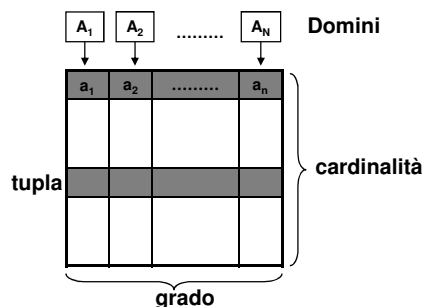 A1 A2 ......... AN Domini
a1 a2 ......... an
cardinalità
tupla
grado